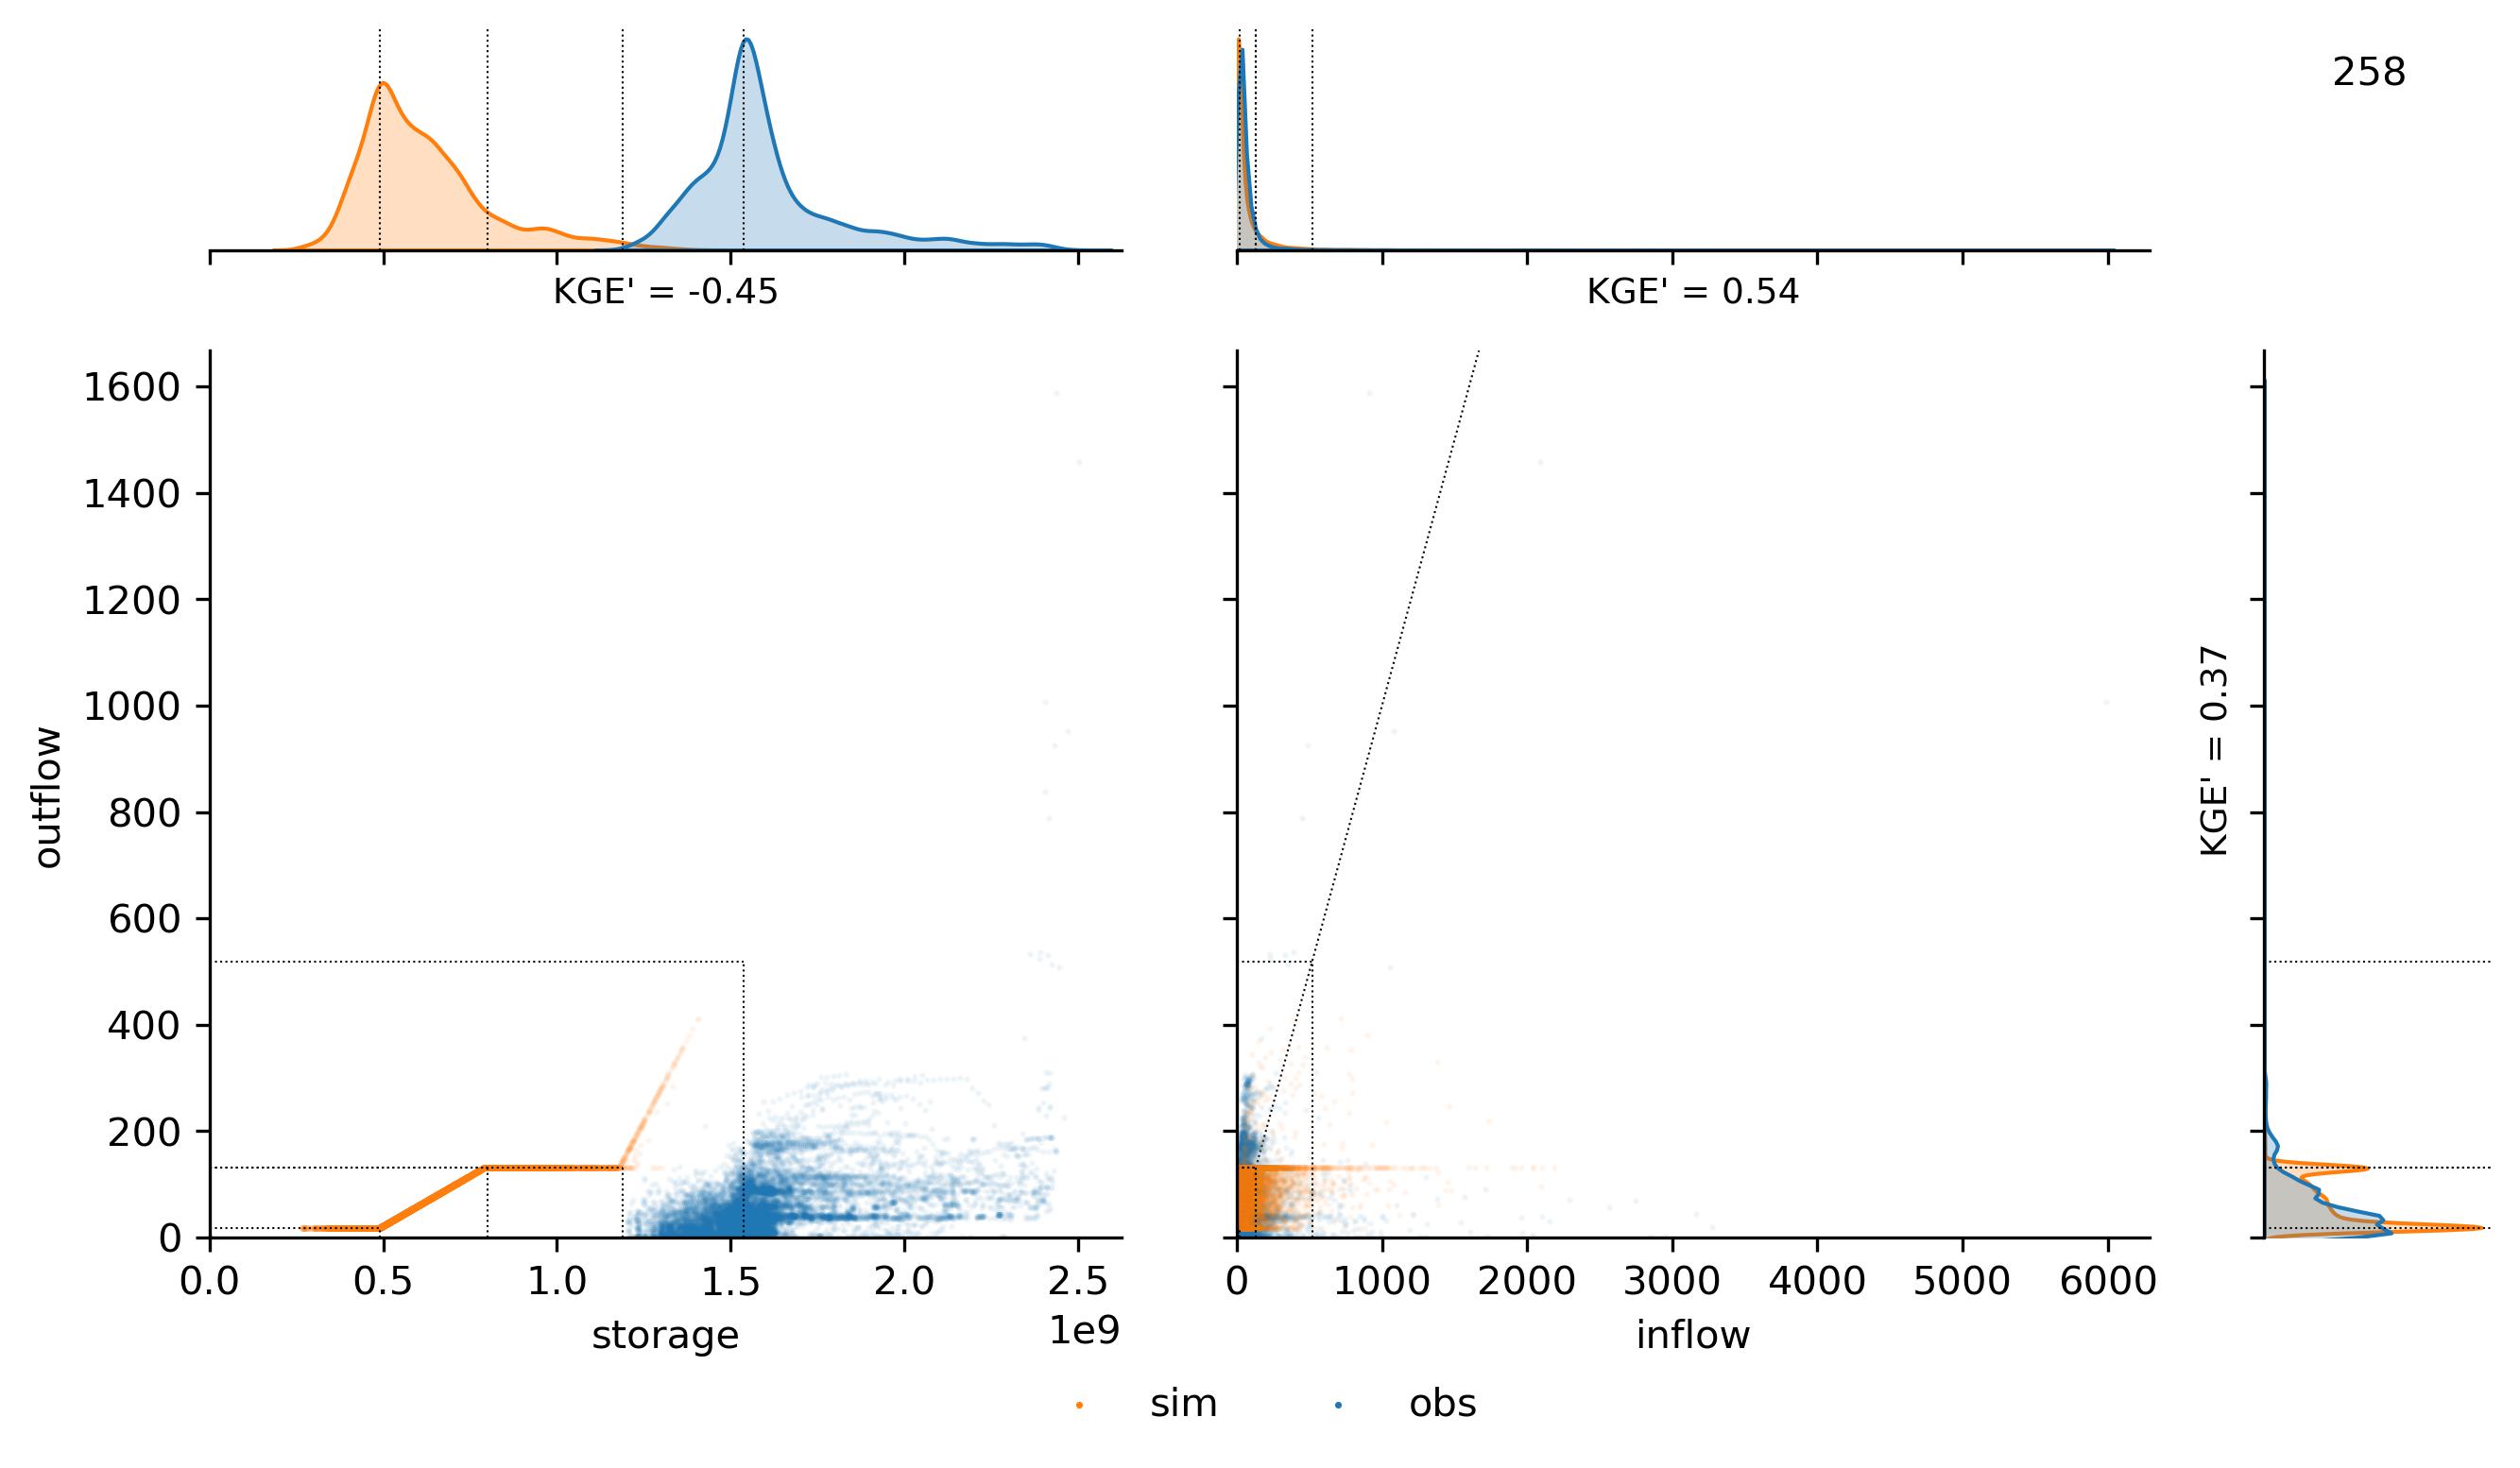 258
KGE' = -0.45
KGE' = 0.54
1600
1400
1200
1000
800
600
400
200
0
outflow
KGE' = 0.37
0.0 0.5 1.0 1.5 2.0 2.5
1e9
storage
0 1000 2000 3000 4000 5000 6000
inflow
sim obs